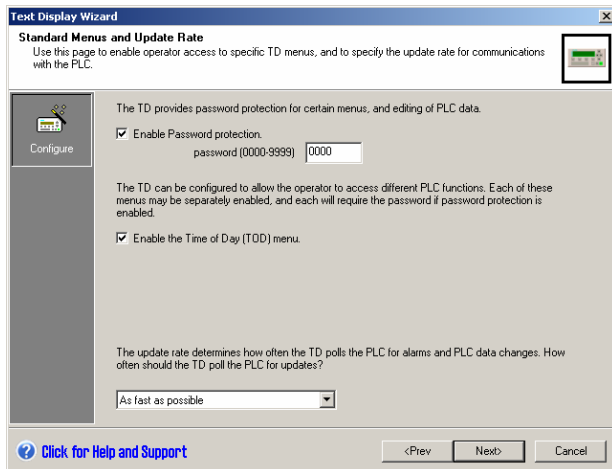 Text Display Wizard
Standard Menus and Update Rate
Use this page to enable operator access to specific TD menus, and to specify the update rate for communications
with the PLC.
Configure
The TD provides password protection for certain menus, and editing of PLC data.
Enable Password protection.
password (0000-9999) 0000
The TD can be configured to allow the operator to access different PLC functions. Each of these
menus may be separately enabled, and each will require the password if password protection is
enabled.
Enable the Time of Day (TOD) menu.
The update rate determines how often the TD polls the PLC for alarms and PLC data changes. How
often should the TD poll the PLC for updates?
As fast as possible
Click for Help and Support
<Prev Next> Cancel